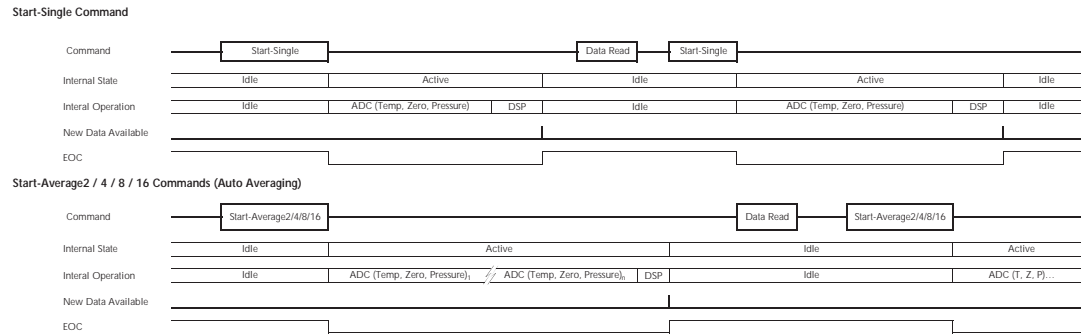 Start-Single Command
Command Start-Single Data Read Start-Single
Internal State Idle Active Idle Active Idle
Interal Operation Idle ADC (Temp, Zero, Pressure) DSP Idle ADC (Temp, Zero, Pressure) DSP Idle
New Data Available
EOC
Start-Average2 / 4 / 8 / 16 Commands (Auto Averaging)
Command Start-Average2/4/8/16 Data Read Start-Average2/4/8/16
Internal State Idle Active Idle Active
Interal Operation Idle ADC (Temp, Zero, Pressure)1 ADC (Temp, Zero, Pressure)n DSP Idle ADC (T, Z, P)...
New Data Available
EOC